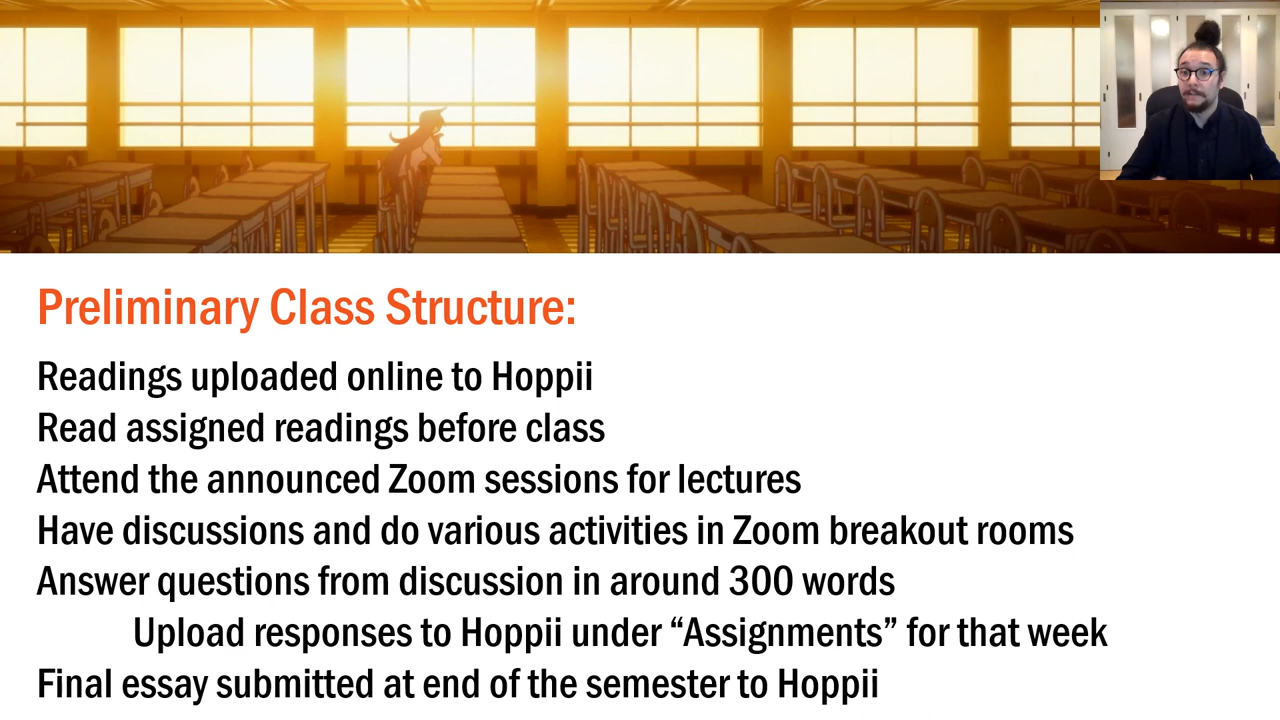 Preliminary Class Structure:
Readings uploaded online to Hoppii
Read assigned readings before class
Attend the announced Zoom sessions for lectures
Have discussions and do various activities in Zoom breakout rooms
Answer questions from discussion in around 300 words
Upload responses to Hoppii under “Assignments” for that week
Final essay submitted at end of the semester to Hoppii